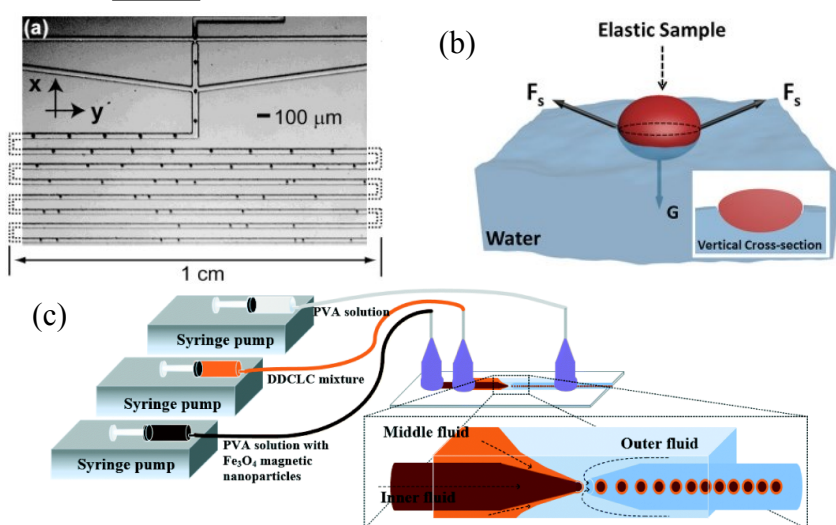 (a)
x
y
100 μm
1 cm
(b)
Elastic Sample
Fs
Fs
G
Water
Vertical Cross-section
(c)
PVA solution
Syringe pump
DDCLC mixture
Syringe pump
PVA solution with
Fe₃O₄ magnetic
nanoparticles
Syringe pump
Middle fluid
Outer fluid
Inner fluid